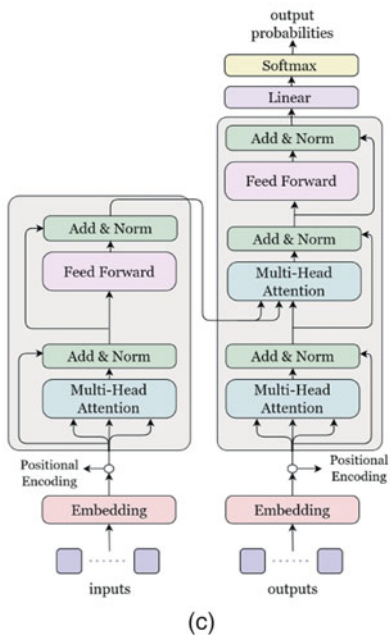 output
probabilities
Softmax
Linear
Add & Norm
Feed Forward
Add & Norm
Multi-Head
Attention
Add & Norm
Multi-Head
Attention
Positional
Encoding
Embedding
outputs
Add & Norm
Feed Forward
Add & Norm
Multi-Head
Attention
Positional
Encoding
Embedding
inputs
(c)